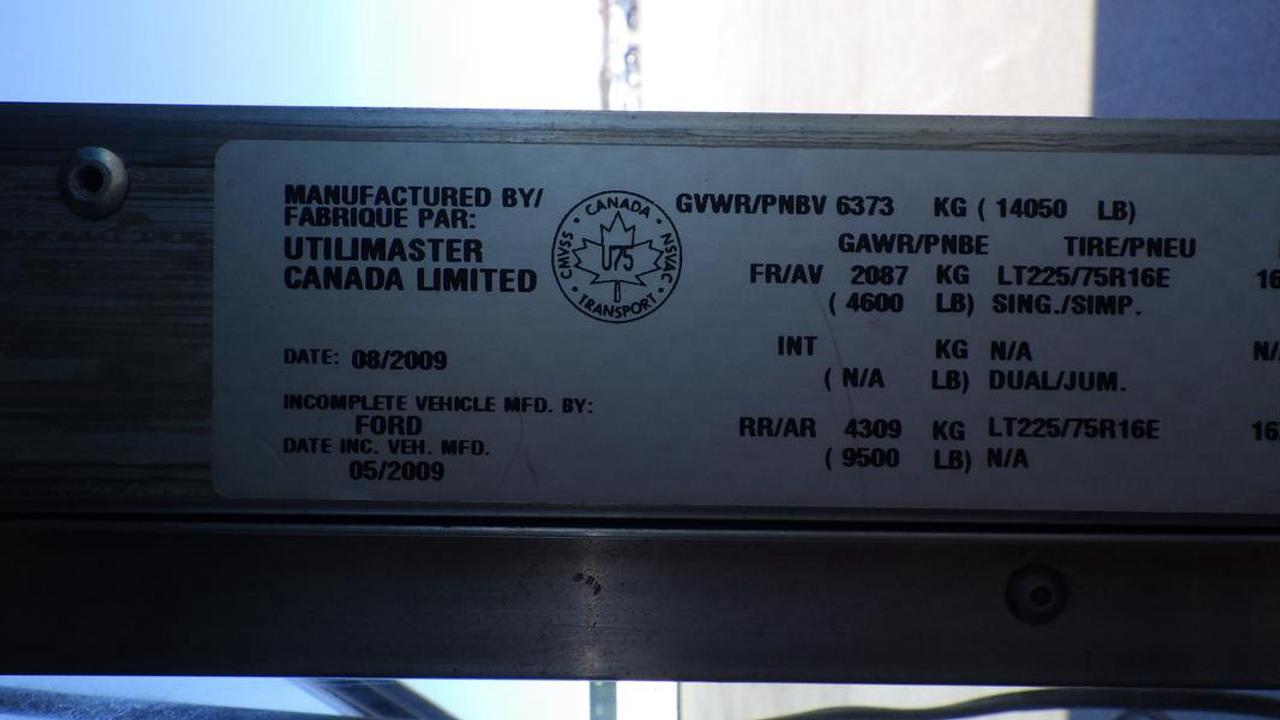 MANUFACTURED BY/
FABRIQUE PAR:
UTILIMASTER
CANADA LIMITED
DATE: 08/2009
INCOMPLETE VEHICLE MFD. BY:
FORD
DATE INC. VEH. MFD.
05/2009
CANADA
CMVSS
NSVAC
U75
TRANSPORT
GVWR/PNBV 6373 KG ( 14050 LB)
GAWR/PNBE TIRE/PNEU
FR/AV 2087 KG LT225/75R16E
( 4600 LB) SING./SIMP.
INT KG N/A
( N/A LB) DUAL/JUM.
RR/AR 4309 KG LT225/75R16E
( 9500 LB) N/A